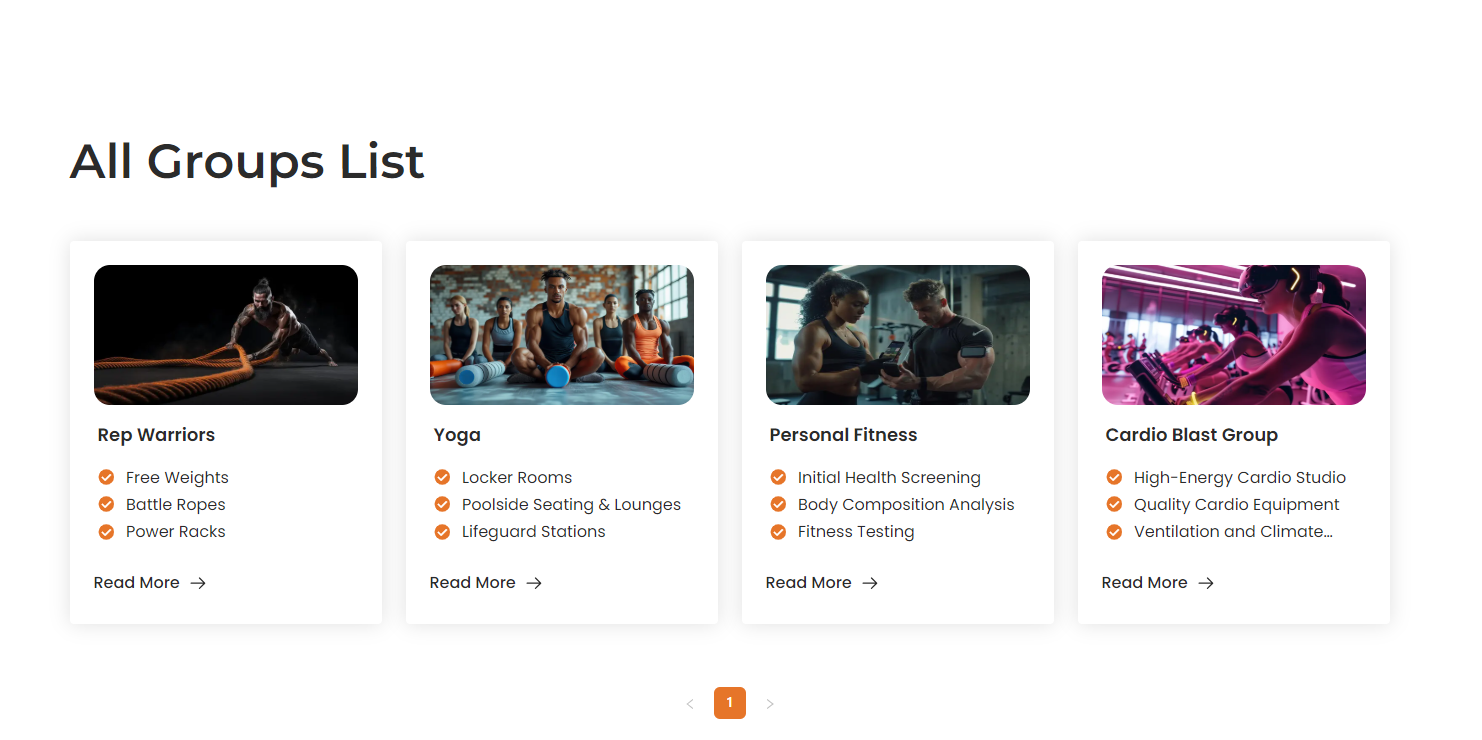 All Groups List
Rep Warriors
Free Weights
Battle Ropes
Power Racks
Read More
Yoga
Locker Rooms
Poolside Seating & Lounges
Lifeguard Stations
Read More
Personal Fitness
Initial Health Screening
Body Composition Analysis
Fitness Testing
Read More
Cardio Blast Group
High-Energy Cardio Studio
Quality Cardio Equipment
Ventilation and Climate...
Read More
1